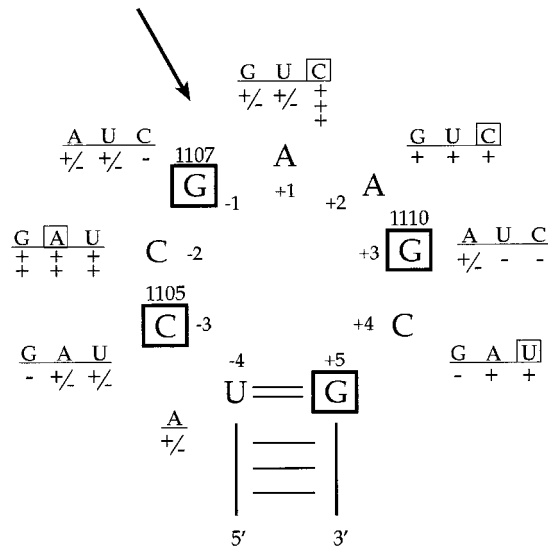 G U C
+/- +/- +
+
+
A U C
+/- +/- -
1107
G
-1
A
+1
G U C
+ + +
+2
A
G A U
+ + +
+ + +
C
-2
1110
+3
G
A U C
+/- - -
1105
C
-3
+4
C
G A U
- +/- +/-
-4
+5
U
G
G A U
- + +
A
+/-
5'
3'